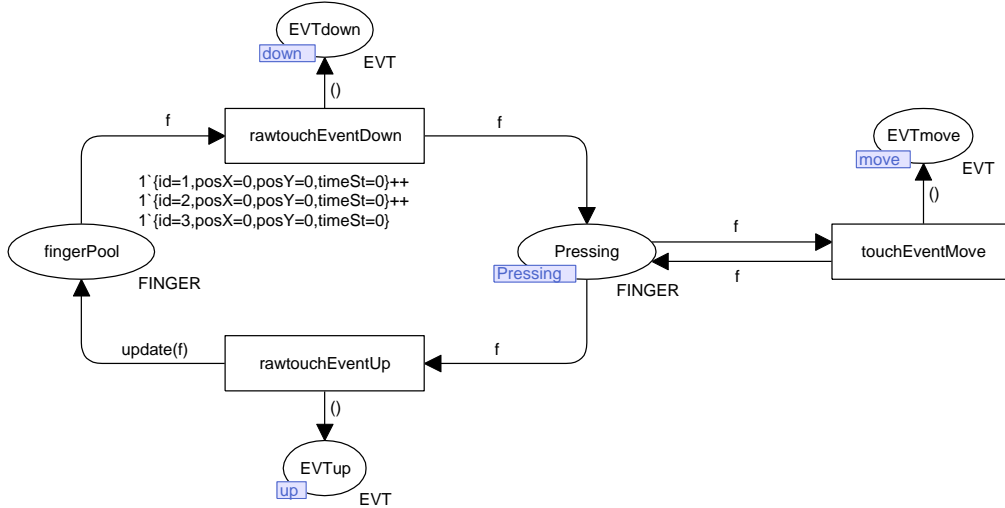 EVTdown
down
EVT
()
f
rawtouchEventDown
f
EVTmove
move
EVT
()
1`{id=1,posX=0,posY=0,timeSt=0}++
1`{id=2,posX=0,posY=0,timeSt=0}++
1`{id=3,posX=0,posY=0,timeSt=0}
fingerPool
FINGER
Pressing
Pressing
FINGER
f
touchEventMove
f
update(f)
rawtouchEventUp
f
()
EVTup
up
EVT